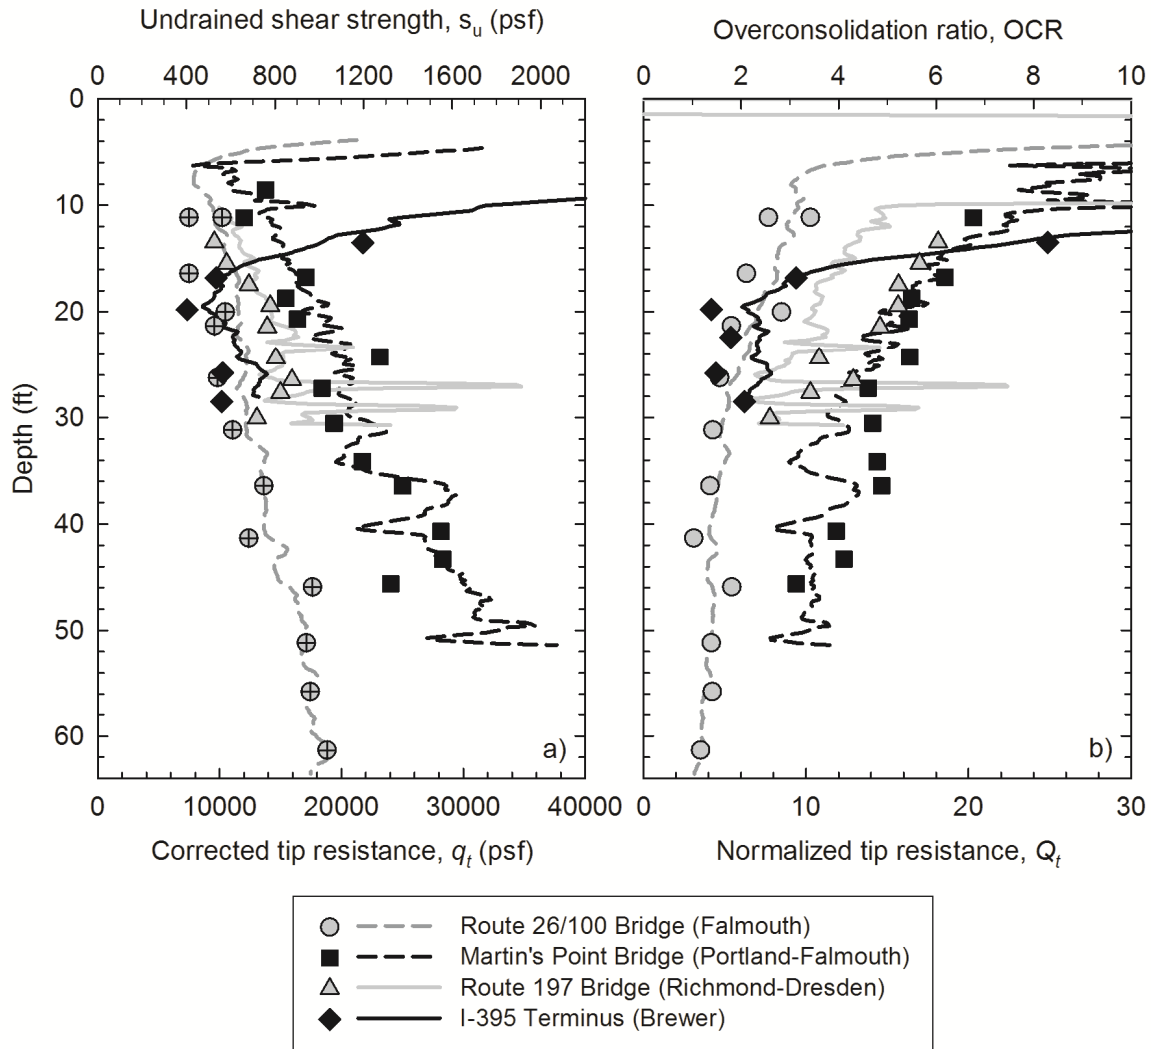 Undrained shear strength, su (psf)
Overconsolidation ratio, OCR
0 400 800 1200 1600 2000
0 2 4 6 8 10
0
10
20
30
40
50
60
Depth (ft)
a)
b)
0 10000 20000 30000 40000
0 10 20 30
Corrected tip resistance, qt (psf)
Normalized tip resistance, Qt
Route 26/100 Bridge (Falmouth)
Martin's Point Bridge (Portland-Falmouth)
Route 197 Bridge (Richmond-Dresden)
I-395 Terminus (Brewer)